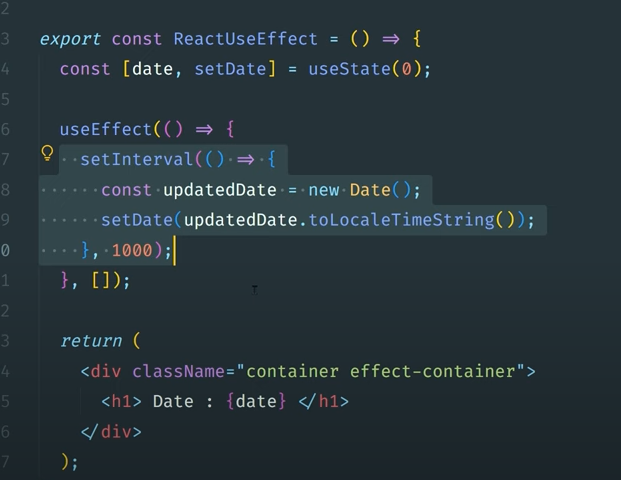 2
3 export const ReactUseEffect = () => {
4 const [date, setDate] = useState(0);
5
6 useEffect(() => {
7 setInterval(() => {
8 const updatedDate = new Date();
9 setDate(updatedDate.toLocaleTimeString());
0 }, 1000);
1 }, []);
2
3 return (
4 <div className="container effect-container">
5 <h1> Date : {date} </h1>
6 </div>
7 );